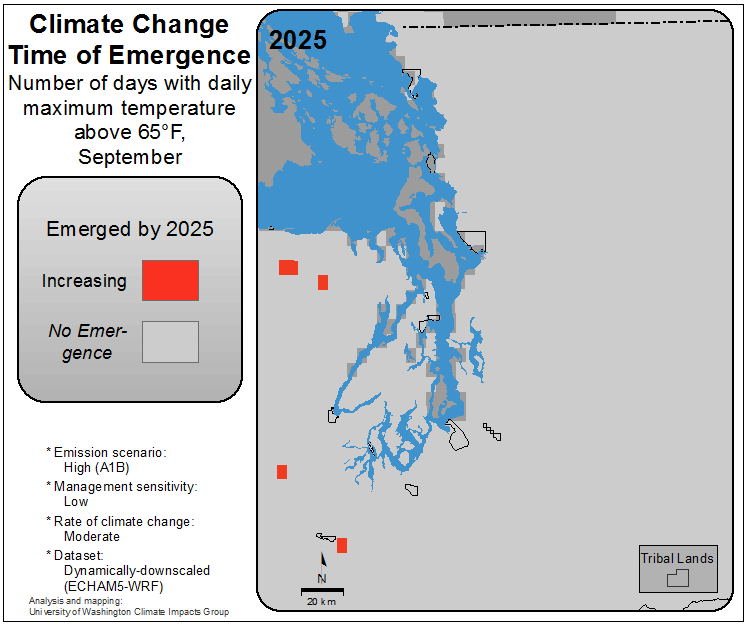 Climate Change
Time of Emergence
Number of days with daily
maximum temperature
above 65°F,
September
2025
Emerged by 2025
Increasing
No Emer-
gence
* Emission scenario:
High (A1B)
* Management sensitivity:
Low
* Rate of climate change:
Moderate
* Dataset:
Dynamically-downscaled
(ECHAM5-WRF)
Analysis and mapping:
University of Washington Climate Impacts Group
N
20 km
Tribal Lands